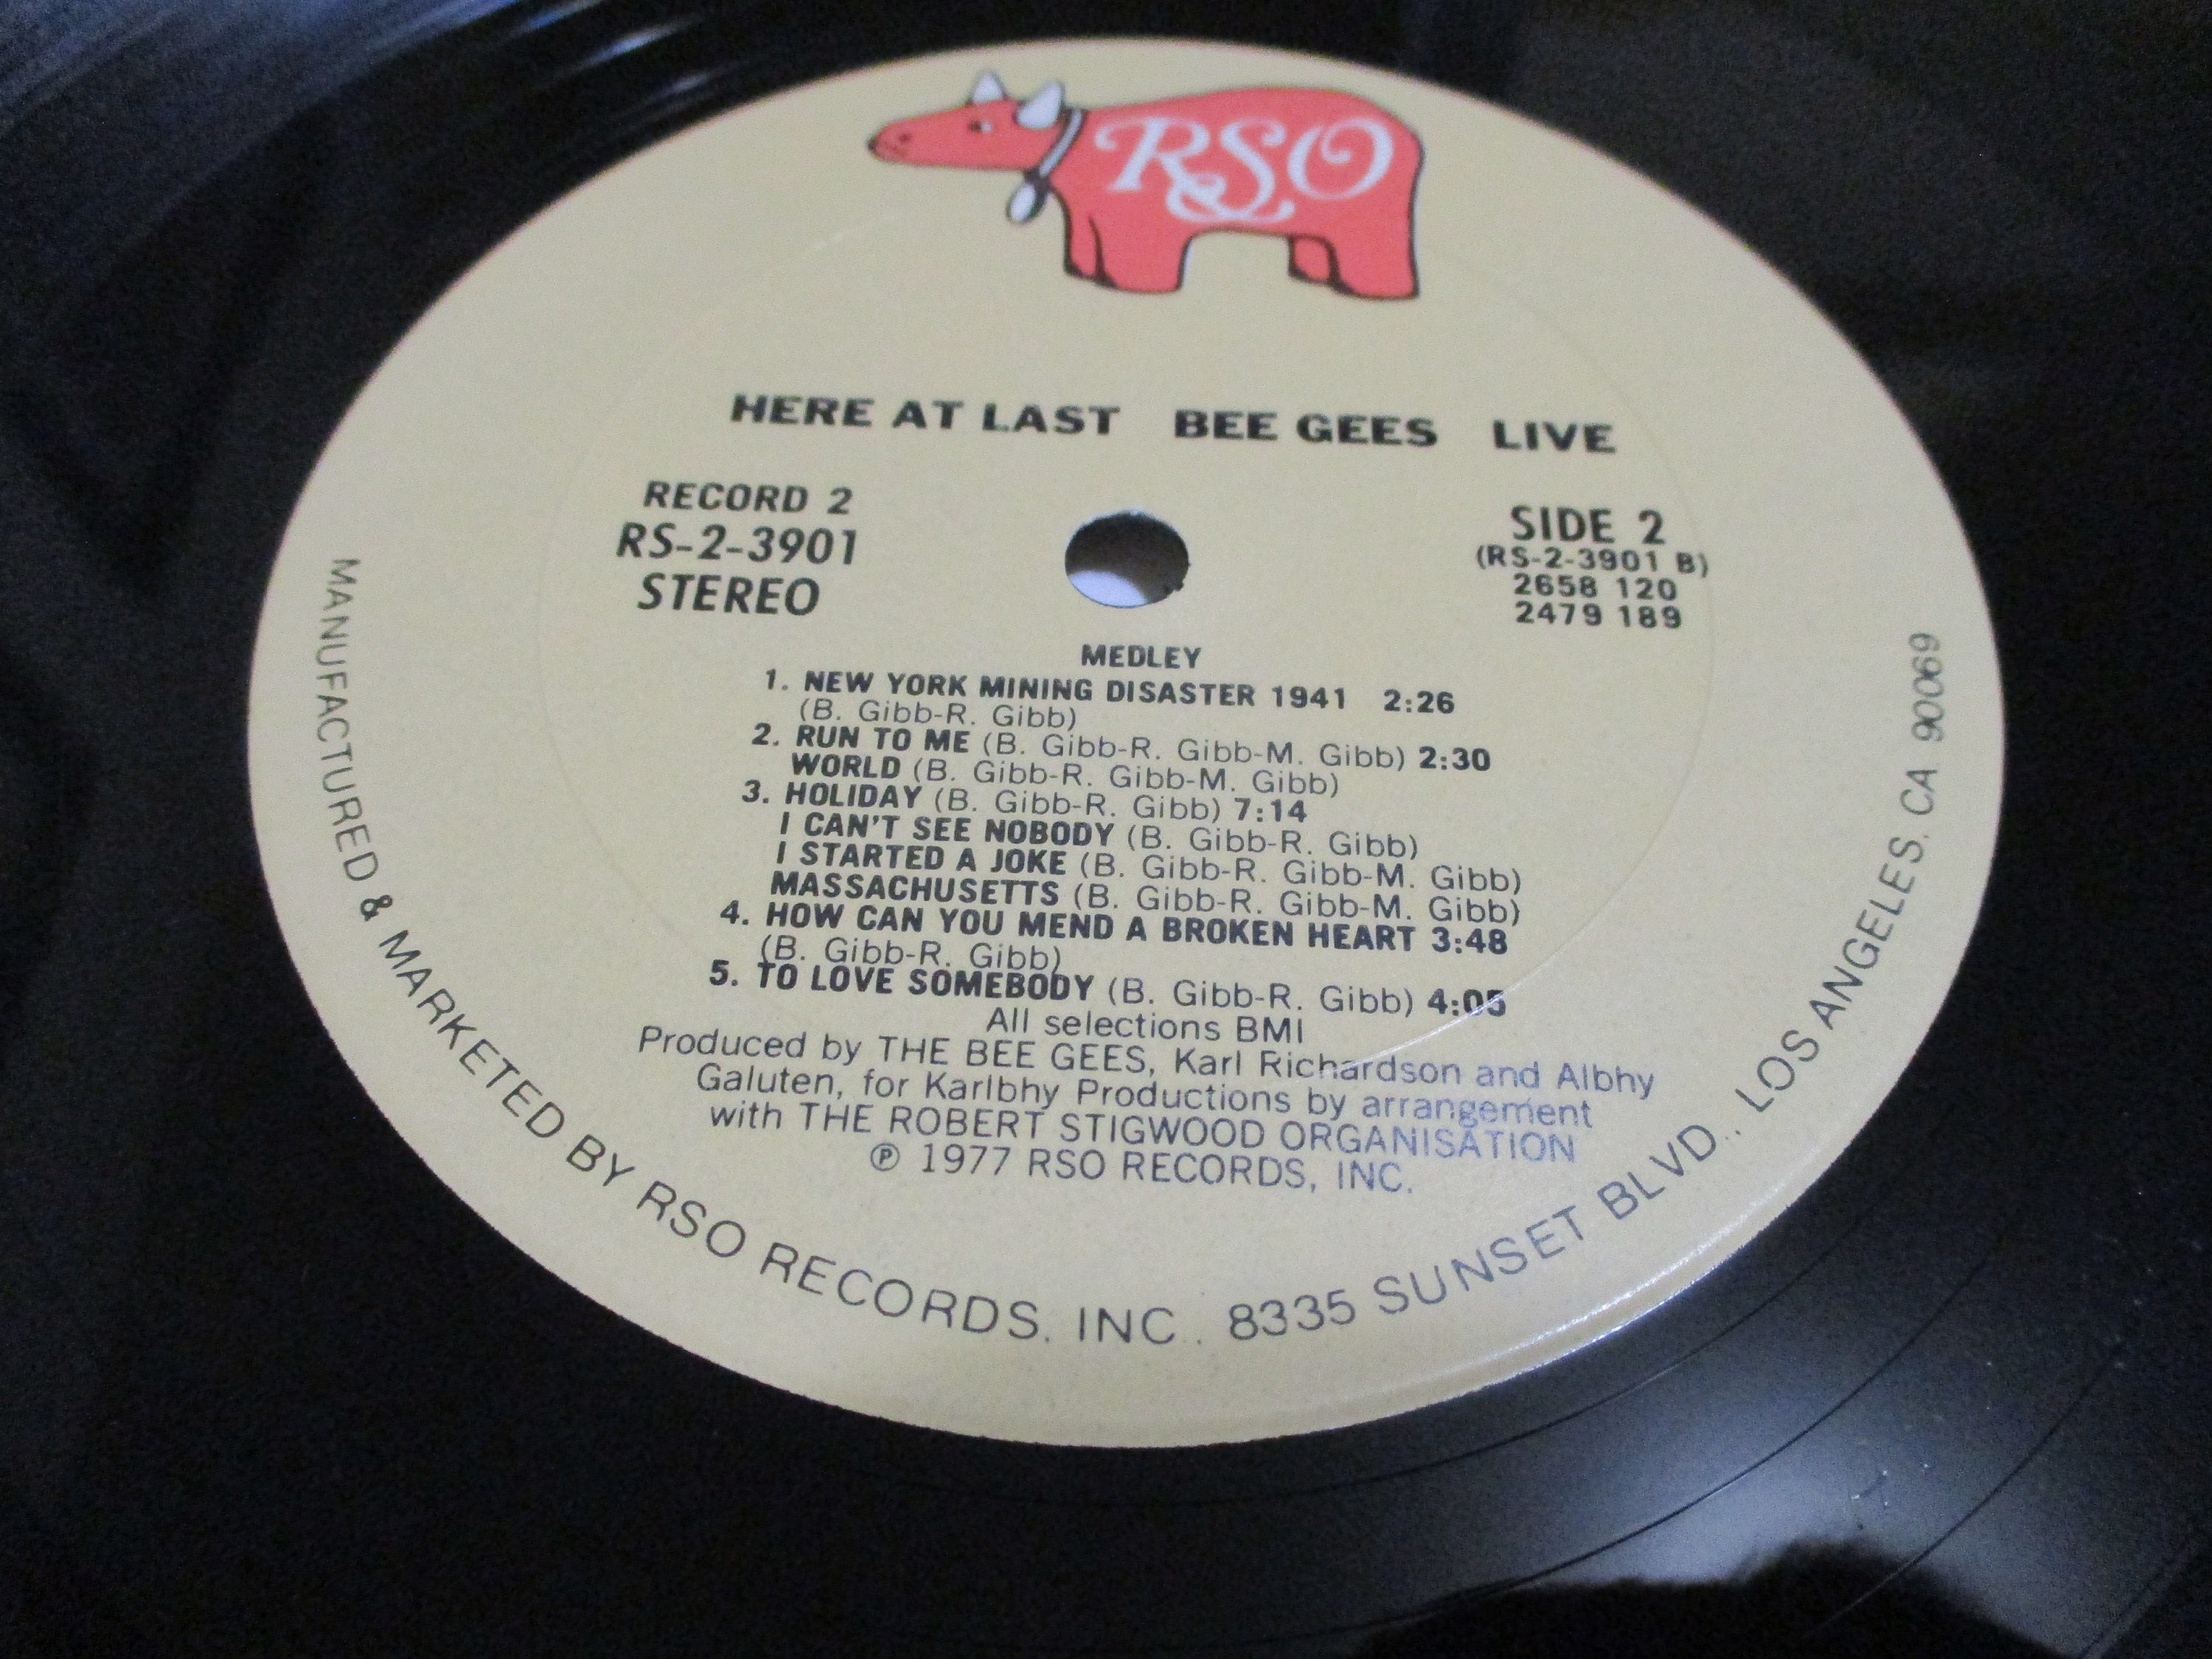 RSO
HERE AT LAST BEE GEES LIVE
RECORD 2
RS-2-3901
STEREO
SIDE 2
(RS-2-3901 B)
2658 120
2479 189
MEDLEY
1. NEW YORK MINING DISASTER 1941 2:26
(B. Gibb-R. Gibb)
2. RUN TO ME (B. Gibb-R. Gibb-M. Gibb) 2:30
WORLD (B. Gibb-R. Gibb-M. Gibb)
3. HOLIDAY (B. Gibb-R. Gibb) 7:14
I CAN'T SEE NOBODY (B. Gibb-R. Gibb)
I STARTED A JOKE (B. Gibb-R. Gibb-M. Gibb)
MASSACHUSETTS (B. Gibb-R. Gibb-M. Gibb)
4. HOW CAN YOU MEND A BROKEN HEART 3:48
(B. Gibb-R. Gibb)
5. TO LOVE SOMEBODY (B. Gibb-R. Gibb) 4:05
All selections BMI
Produced by THE BEE GEES, Karl Richardson and Albhy
Galuten, for Karlbhy Productions by arrangement
with THE ROBERT STIGWOOD ORGANISATION
℗ 1977 RSO RECORDS, INC.
MANUFACTURED & MARKETED BY RSO RECORDS, INC., 8335 SUNSET BLVD., LOS ANGELES, CA 90069